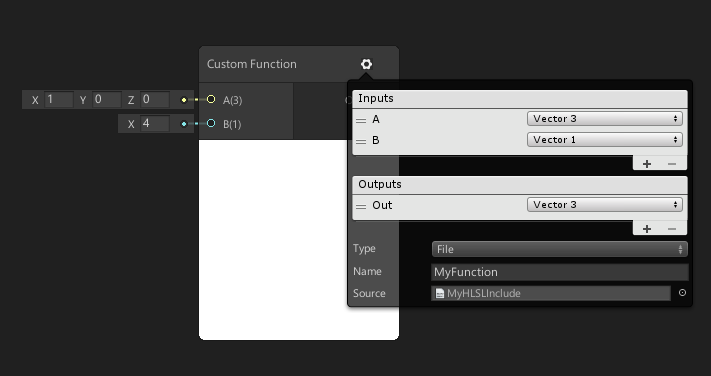 Custom Function
X 1 Y 0 Z 0
A(3)
X 4
B(1)
Inputs
A Vector 3
B Vector 1
+ −
Outputs
Out Vector 3
+ −
Type File
Name MyFunction
Source MyHLSLInclude